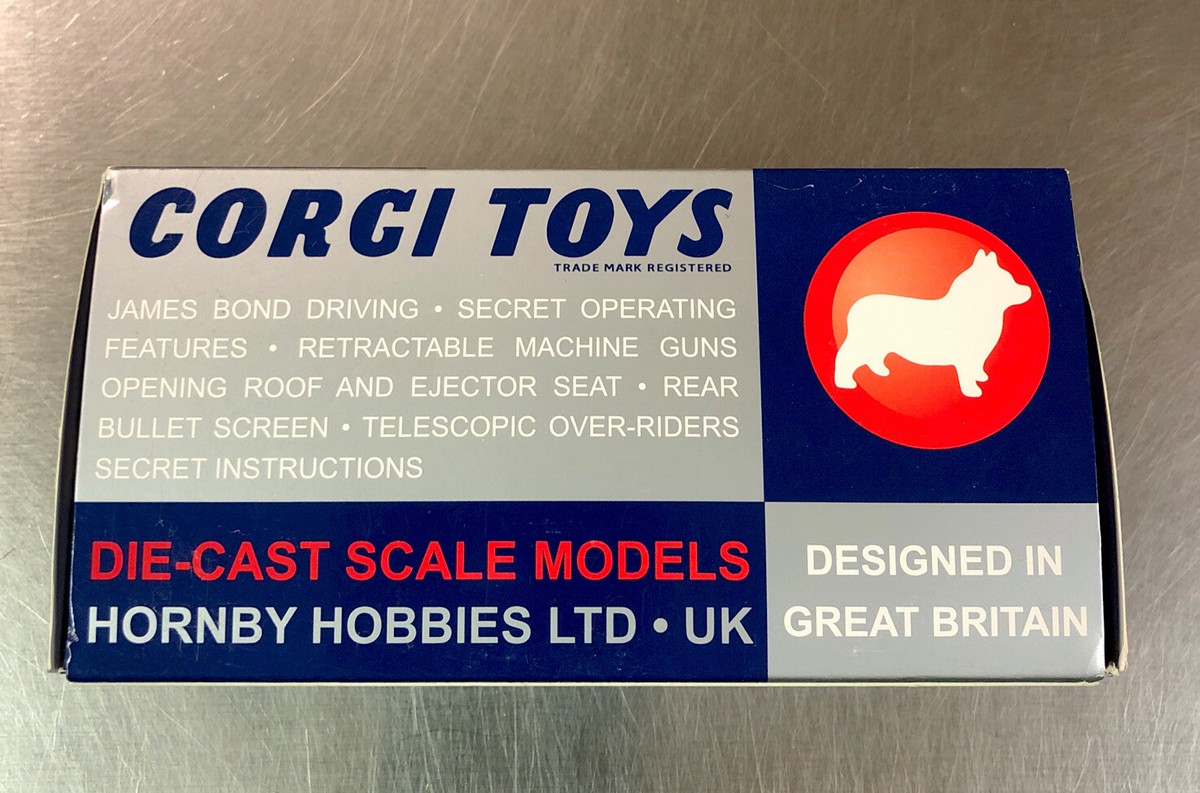 CORGI TOYS
TRADE MARK REGISTERED
JAMES BOND DRIVING • SECRET OPERATING
FEATURES • RETRACTABLE MACHINE GUNS
OPENING ROOF AND EJECTOR SEAT • REAR
BULLET SCREEN • TELESCOPIC OVER-RIDERS
SECRET INSTRUCTIONS
DIE-CAST SCALE MODELS
HORNBY HOBBIES LTD • UK
DESIGNED IN
GREAT BRITAIN